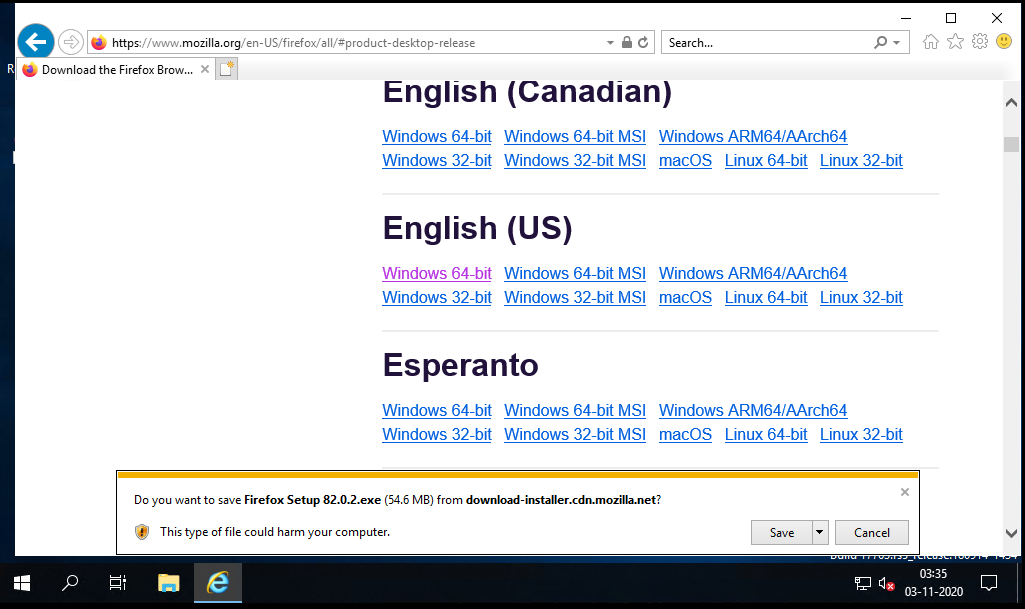 https://www.mozilla.org/en-US/firefox/all/#product-desktop-release
Search...
R
Download the Firefox Brow...
English (Canadian)
Windows 64-bit Windows 64-bit MSI Windows ARM64/AArch64
Windows 32-bit Windows 32-bit MSI macOS Linux 64-bit Linux 32-bit
English (US)
Windows 64-bit Windows 64-bit MSI Windows ARM64/AArch64
Windows 32-bit Windows 32-bit MSI macOS Linux 64-bit Linux 32-bit
Esperanto
Windows 64-bit Windows 64-bit MSI Windows ARM64/AArch64
Windows 32-bit Windows 32-bit MSI macOS Linux 64-bit Linux 32-bit
Do you want to save Firefox Setup 82.0.2.exe (54.6 MB) from download-installer.cdn.mozilla.net?
This type of file could harm your computer.
Save Cancel
03:35
03-11-2020